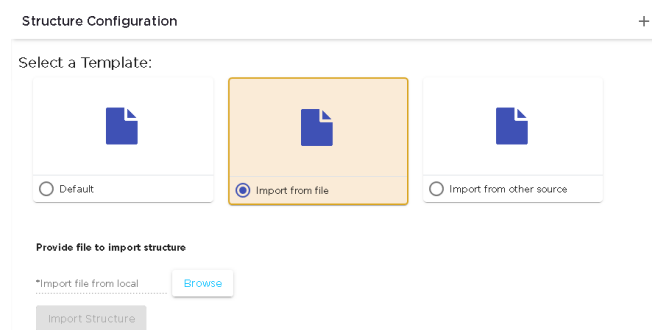 Structure Configuration
Select a Template:
Default
Import from file
Import from other source
Provide file to import structure
*Import file from local
Browse
Import Structure